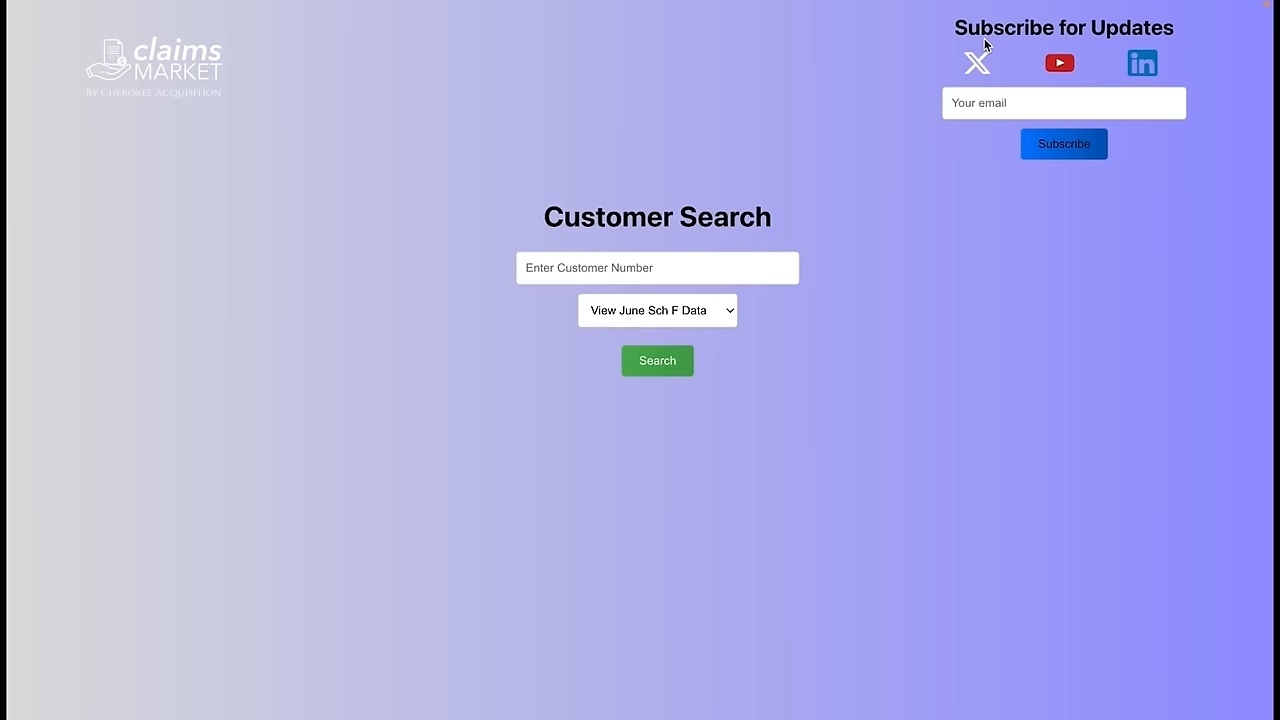 claims
MARKET
BY CHEROKEE ACQUISITION
Subscribe for Updates
Your email
Subscribe
Customer Search
Enter Customer Number
View June Sch F Data
Search